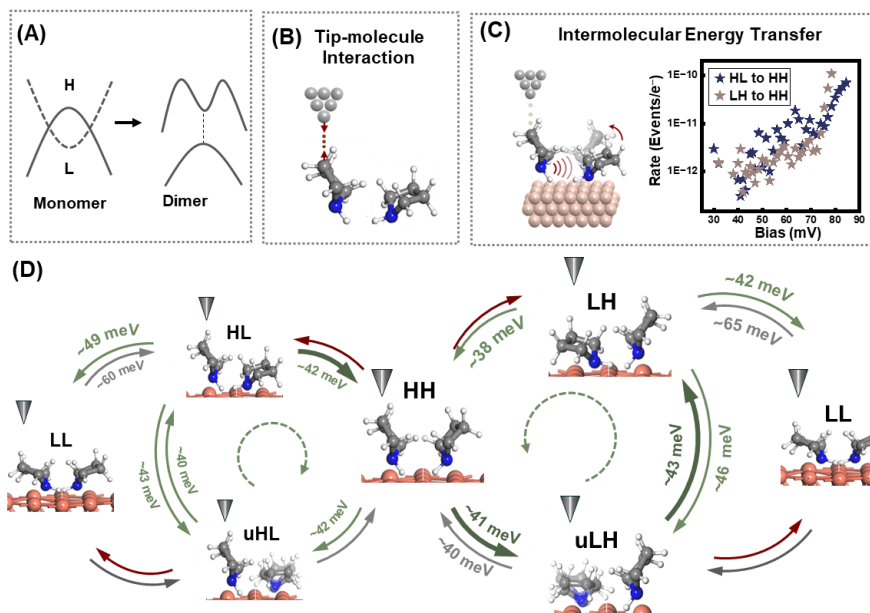 (A)
H
L
Monomer
Dimer
(B)
Tip-molecule
Interaction
(C)
Intermolecular Energy Transfer
HL to HH
LH to HH
Rate (Events/e⁻)
1E−10
1E−11
1E−12
30 40 50 60 70 80 90
Bias (mV)
(D)
~49 meV
~60 meV
HL
~42 meV
HH
~38 meV
LH
~42 meV
~65 meV
LL
~43 meV
~40 meV
~42 meV
uHL
~41 meV
~40 meV
uLH
~43 meV
~46 meV
LL